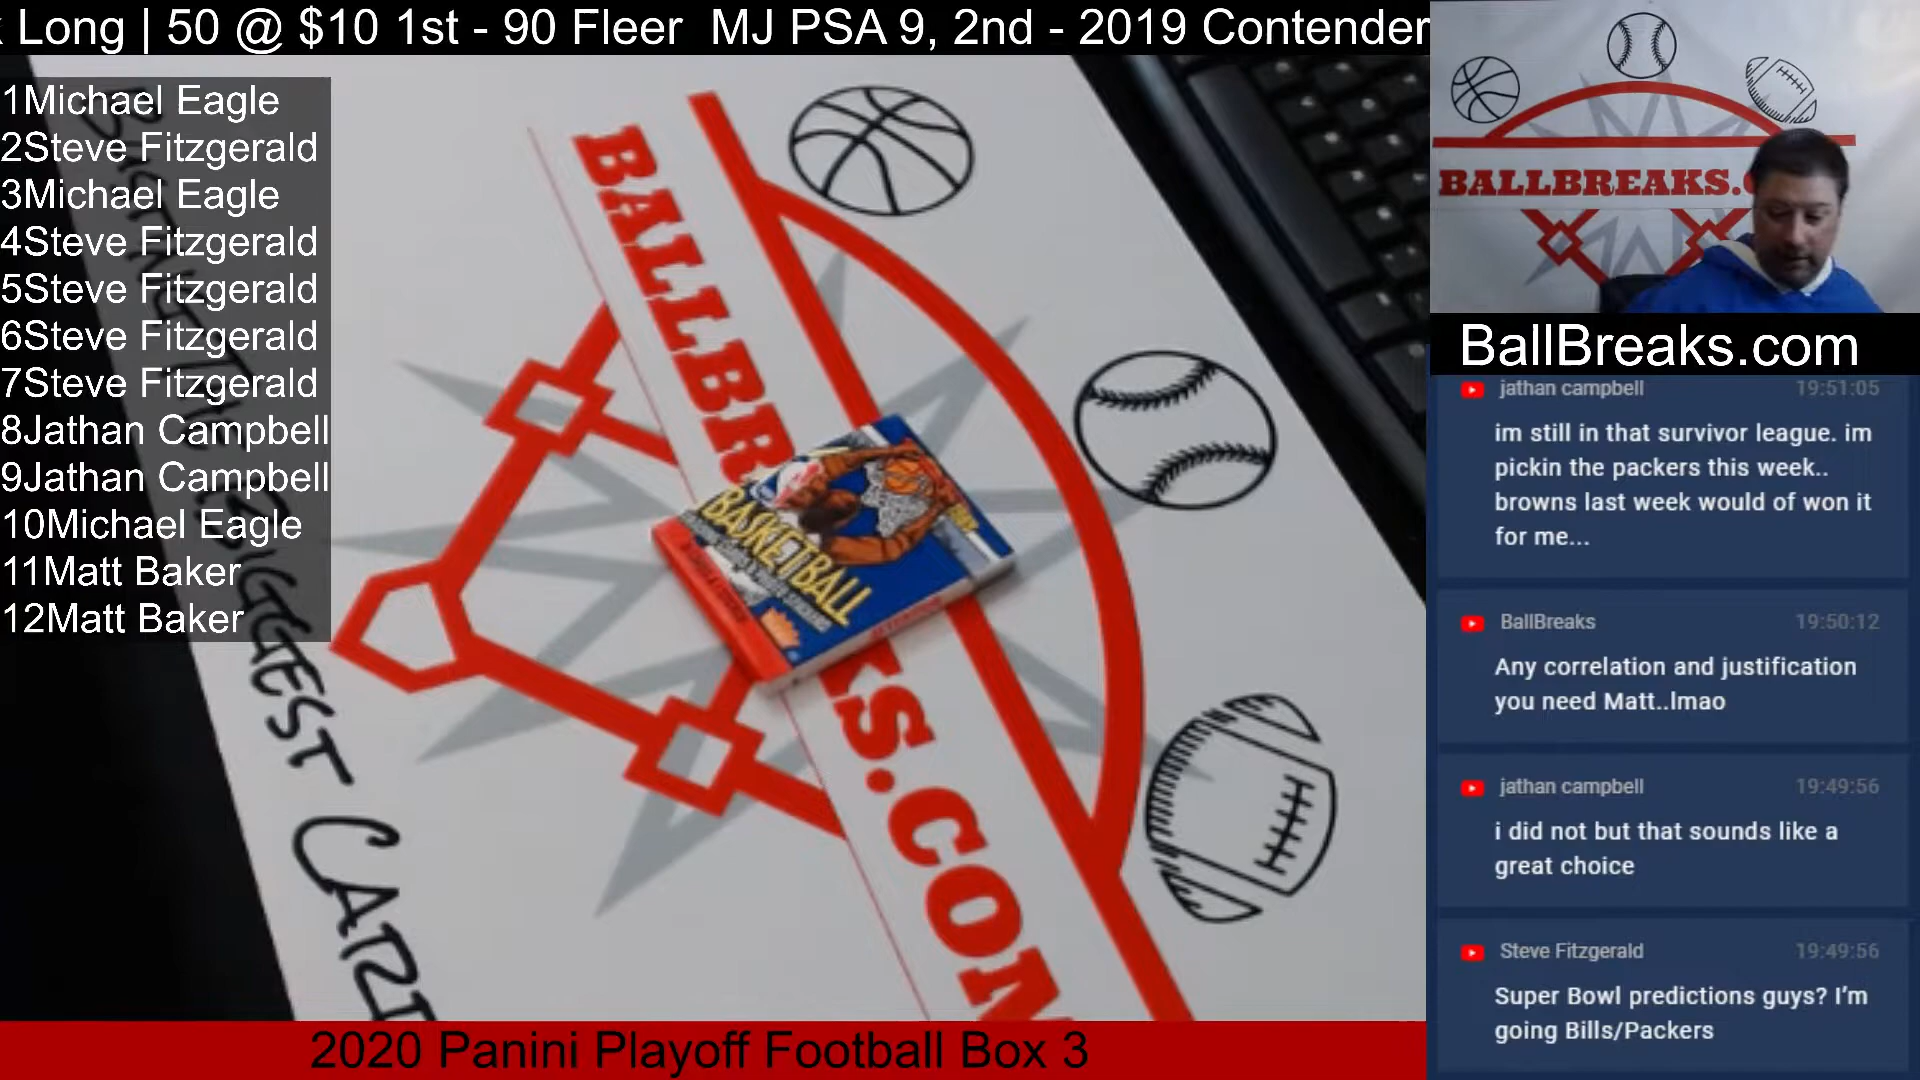 Long | 50 @ $10 1st - 90 Fleer MJ PSA 9, 2nd - 2019 Contender
1Michael Eagle
2Steve Fitzgerald
3Michael Eagle
4Steve Fitzgerald
5Steve Fitzgerald
6Steve Fitzgerald
7Steve Fitzgerald
8Jathan Campbell
9Jathan Campbell
10Michael Eagle
11Matt Baker
12Matt Baker
BIGGEST CARD
BALLBR
KS.COM
BASKETBALL
BALLBREAKS.
BallBreaks.com
jathan campbell 19:51:05
im still in that survivor league. im
pickin the packers this week..
browns last week would of won it
for me...
BallBreaks 19:50:12
Any correlation and justification
you need Matt..lmao
jathan campbell 19:49:56
i did not but that sounds like a
great choice
Steve Fitzgerald 19:49:56
Super Bowl predictions guys? I'm
going Bills/Packers
2020 Panini Playoff Football Box 3